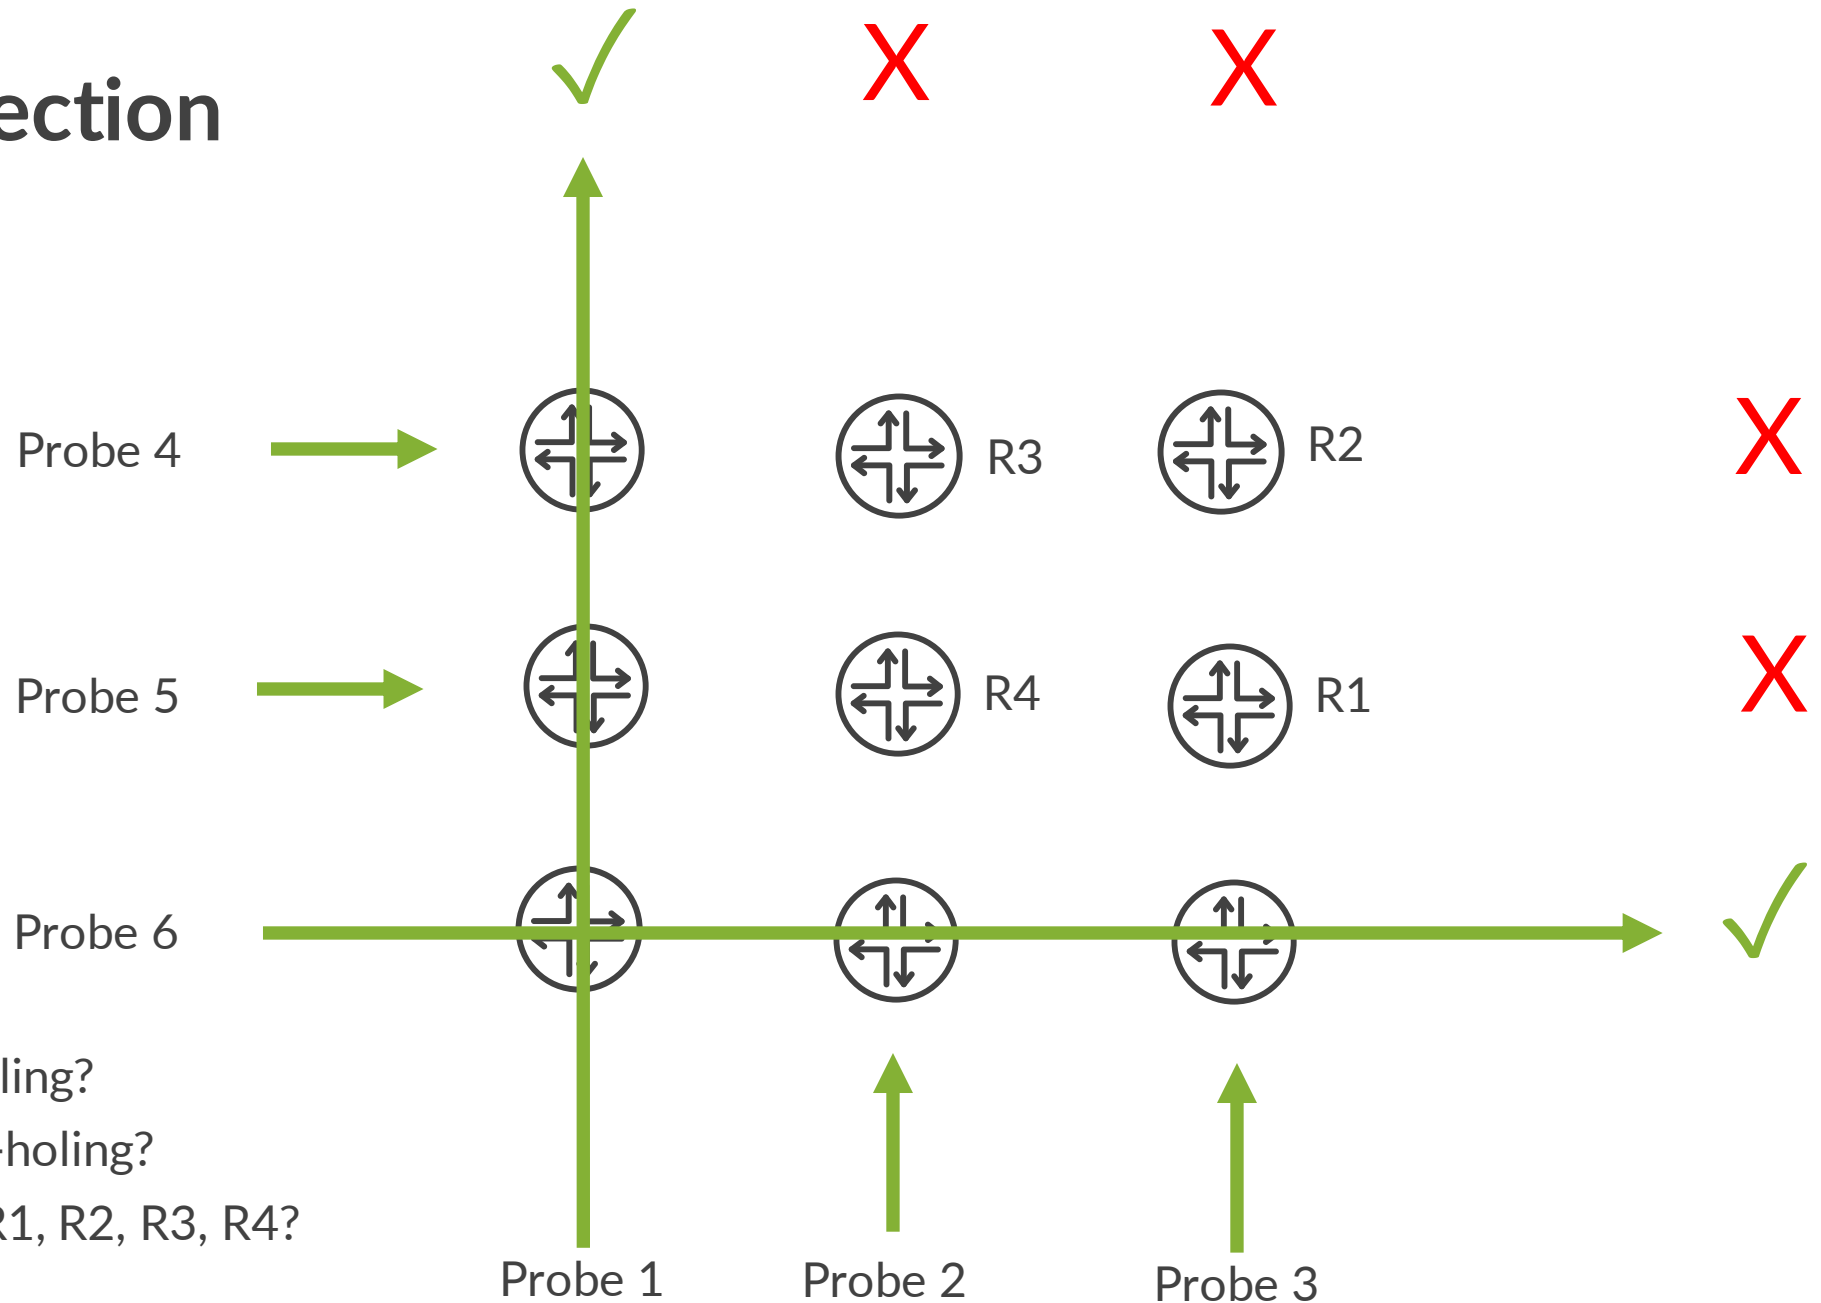 ection
X X
Probe 4 R3 R2 X
Probe 5 R4 R1 X
Probe 6
ling?
-holing?
R1, R2, R3, R4?
Probe 1 Probe 2 Probe 3